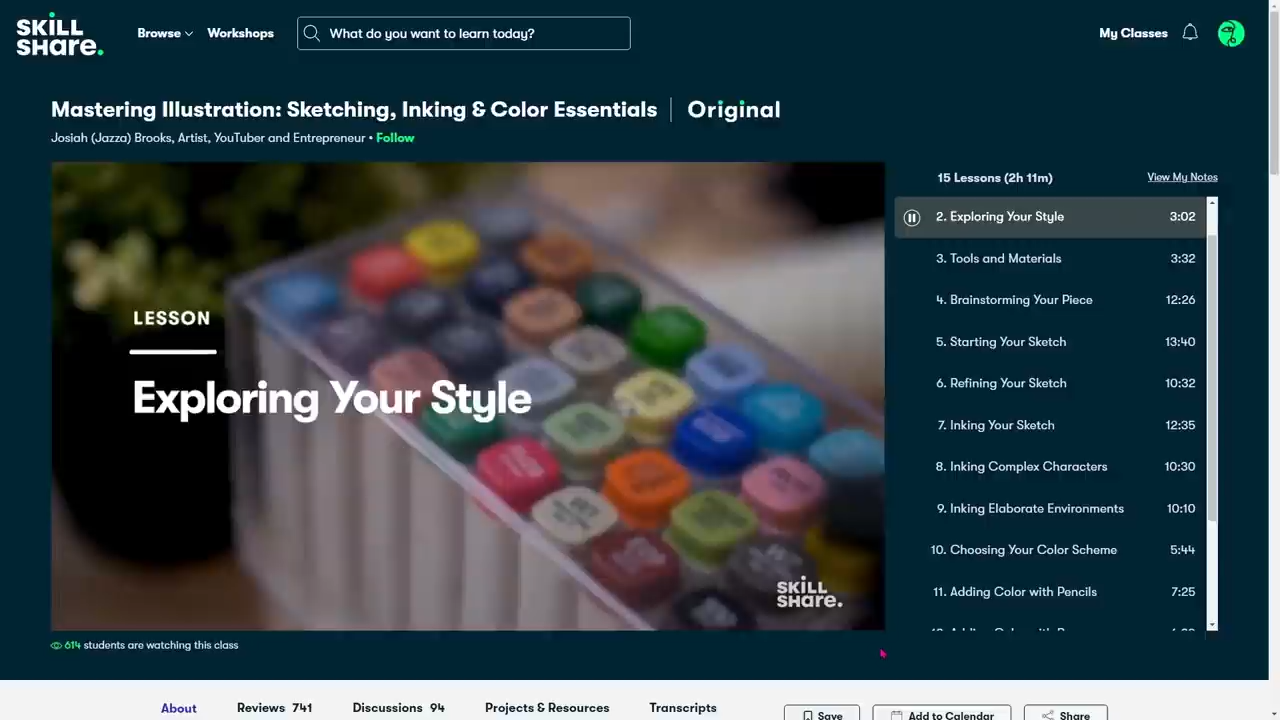 SKILL
SHARE.
Browse
Workshops
What do you want to learn today?
My Classes
Mastering Illustration: Sketching, Inking & Color Essentials
Original
Josiah (Jazza) Brooks, Artist, YouTuber and Entrepreneur • Follow
LESSON
Exploring Your Style
SKILL
SHARE.
15 Lessons (2h 11m)
View My Notes
2. Exploring Your Style 3:02
3. Tools and Materials 3:32
4. Brainstorming Your Piece 12:26
5. Starting Your Sketch 13:40
6. Refining Your Sketch 10:32
7. Inking Your Sketch 12:35
8. Inking Complex Characters 10:30
9. Inking Elaborate Environments 10:10
10. Choosing Your Color Scheme 5:44
11. Adding Color with Pencils 7:25
614 students are watching this class
About
Reviews 741
Discussions 94
Projects & Resources
Transcripts
Save
Add to Calendar
Share